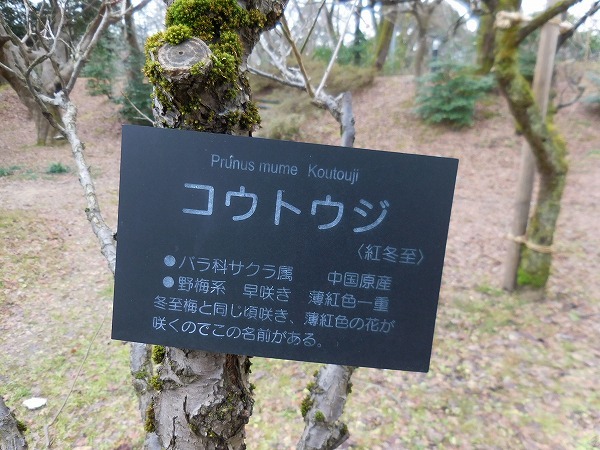 Prunus mume Koutouji
コウトウジ
〈紅冬至〉
●バラ科サクラ属 中国原産
●野梅系 早咲き 薄紅色一重
冬至梅と同じ頃咲き、薄紅色の花が
咲くのでこの名前がある。